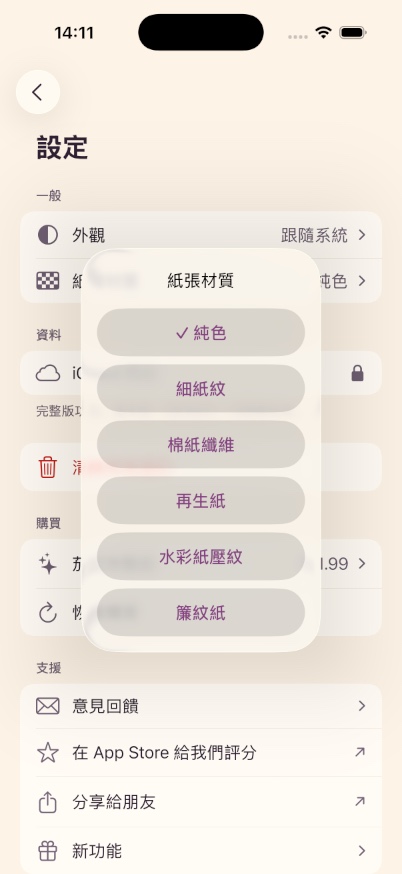 14:11
設定
一般
外觀 跟隨系統
純色
紙張材質
✓ 純色
資料
細紙紋
完整版
棉紙纖維
再生紙
購買
水彩紙壓紋
1.99
簾紋紙
支援
意見回饋
在 App Store 給我們評分
分享給朋友
新功能